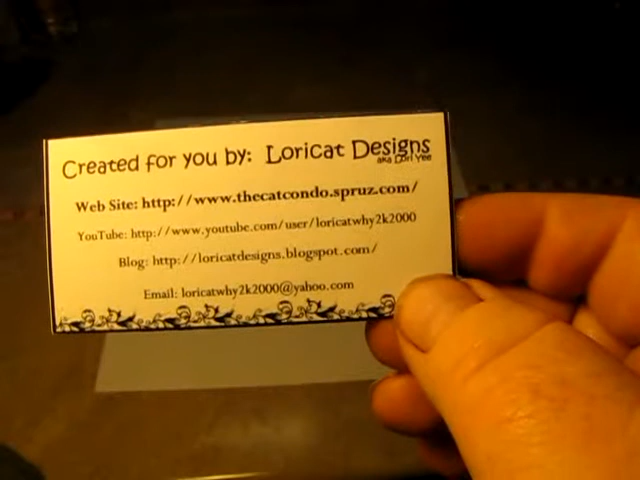 Created for you by: Loricat Designs
aka Lori Yee
Web Site: http://www.thecatcondo.spruz.com/
YouTube: http://www.youtube.com/user/loricatwhy2k2000
Blog: http://loricatdesigns.blogspot.com/
Email: loricatwhy2k2000@yahoo.com